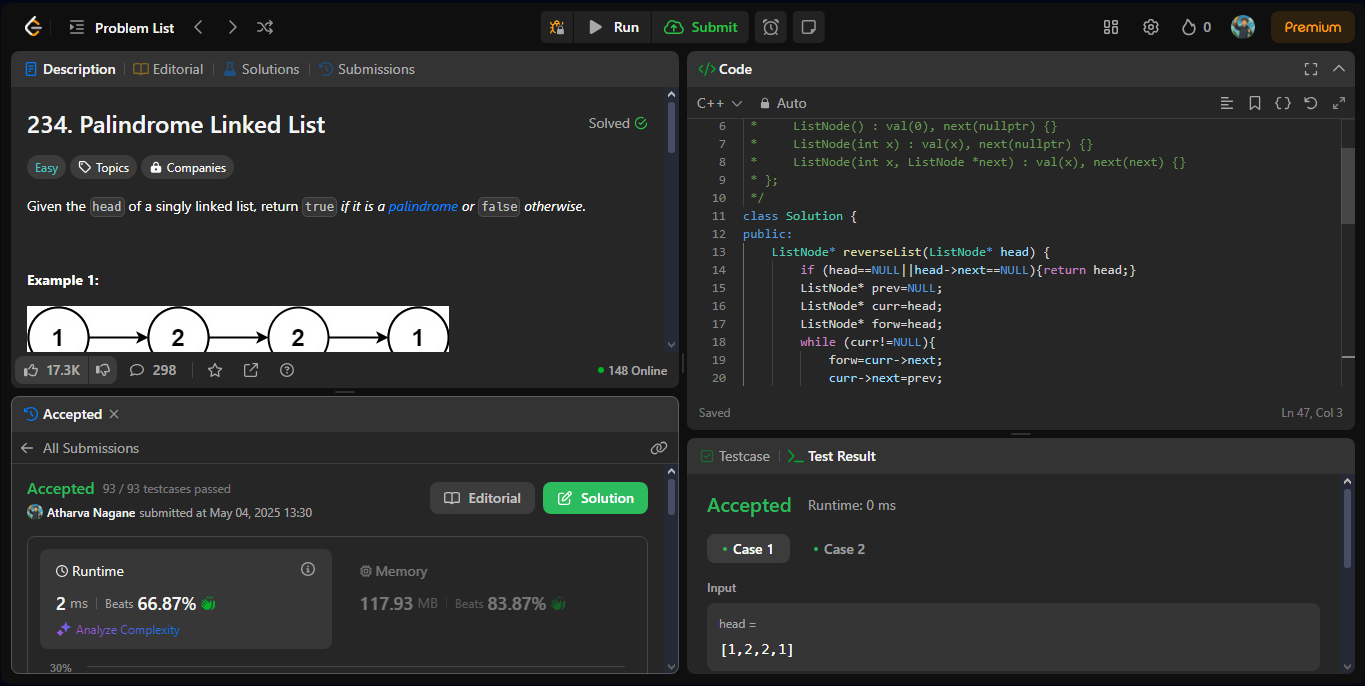 Problem List
Run
Submit
0
Premium
Description
Editorial
Solutions
Submissions
234. Palindrome Linked List
Solved
Easy
Topics
Companies
Given the head of a singly linked list, return true if it is a palindrome or false otherwise.
Example 1:
1 2 2 1
17.3K
298
148 Online
Accepted
All Submissions
Accepted 93 / 93 testcases passed
Atharva Nagane submitted at May 04, 2025 13:30
Editorial
Solution
Runtime
2 ms | Beats 66.87%
Analyze Complexity
Memory
117.93 MB | Beats 83.87%
30%
</> Code
C++
Auto
6 *     ListNode() : val(0), next(nullptr) {}
7 *     ListNode(int x) : val(x), next(nullptr) {}
8 *     ListNode(int x, ListNode *next) : val(x), next(next) {}
9 * };
10 */
11 class Solution {
12 public:
13     ListNode* reverseList(ListNode* head) {
14         if (head==NULL||head->next==NULL){return head;}
15         ListNode* prev=NULL;
16         ListNode* curr=head;
17         ListNode* forw=head;
18         while (curr!=NULL){
19             forw=curr->next;
20             curr->next=prev;
Saved
Ln 47, Col 3
Testcase
Test Result
Accepted
Runtime: 0 ms
Case 1
Case 2
Input
head =
[1,2,2,1]